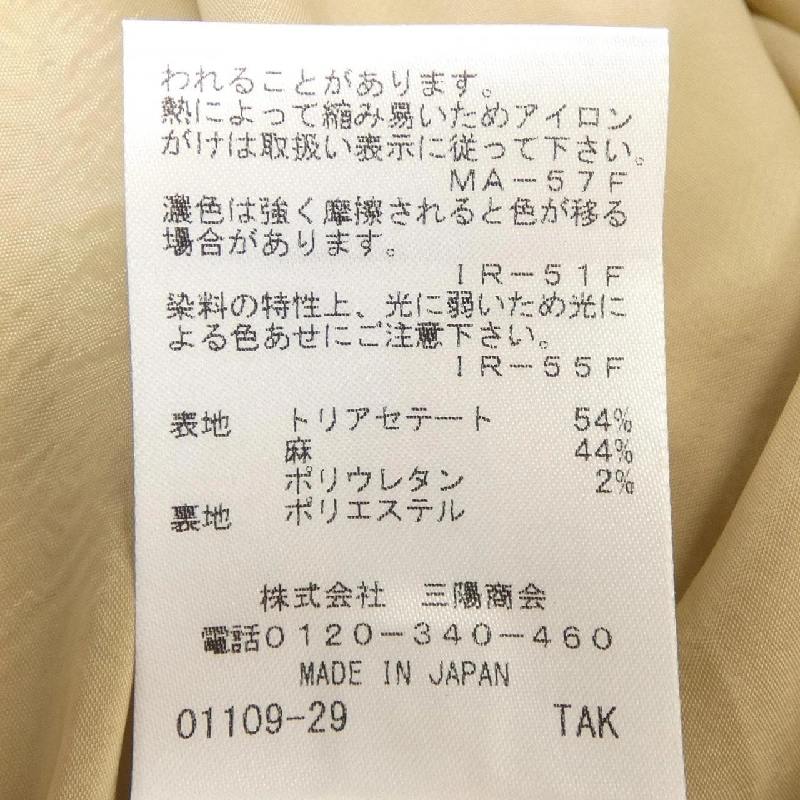 われることがあります。
熱によって縮み易いためアイロン
がけは取扱い表示に従って下さい。
MA-57F
濃色は強く摩擦されると色が移る
場合があります。
IR-51F
染料の特性上、光に弱いため光に
よる色あせにご注意下さい。
IR-55F
表地 トリアセテート 54%
麻 44%
ポリウレタン 2%
裏地 ポリエステル
株式会社 三陽商会
電話0120-340-460
MADE IN JAPAN
01109-29 TAK